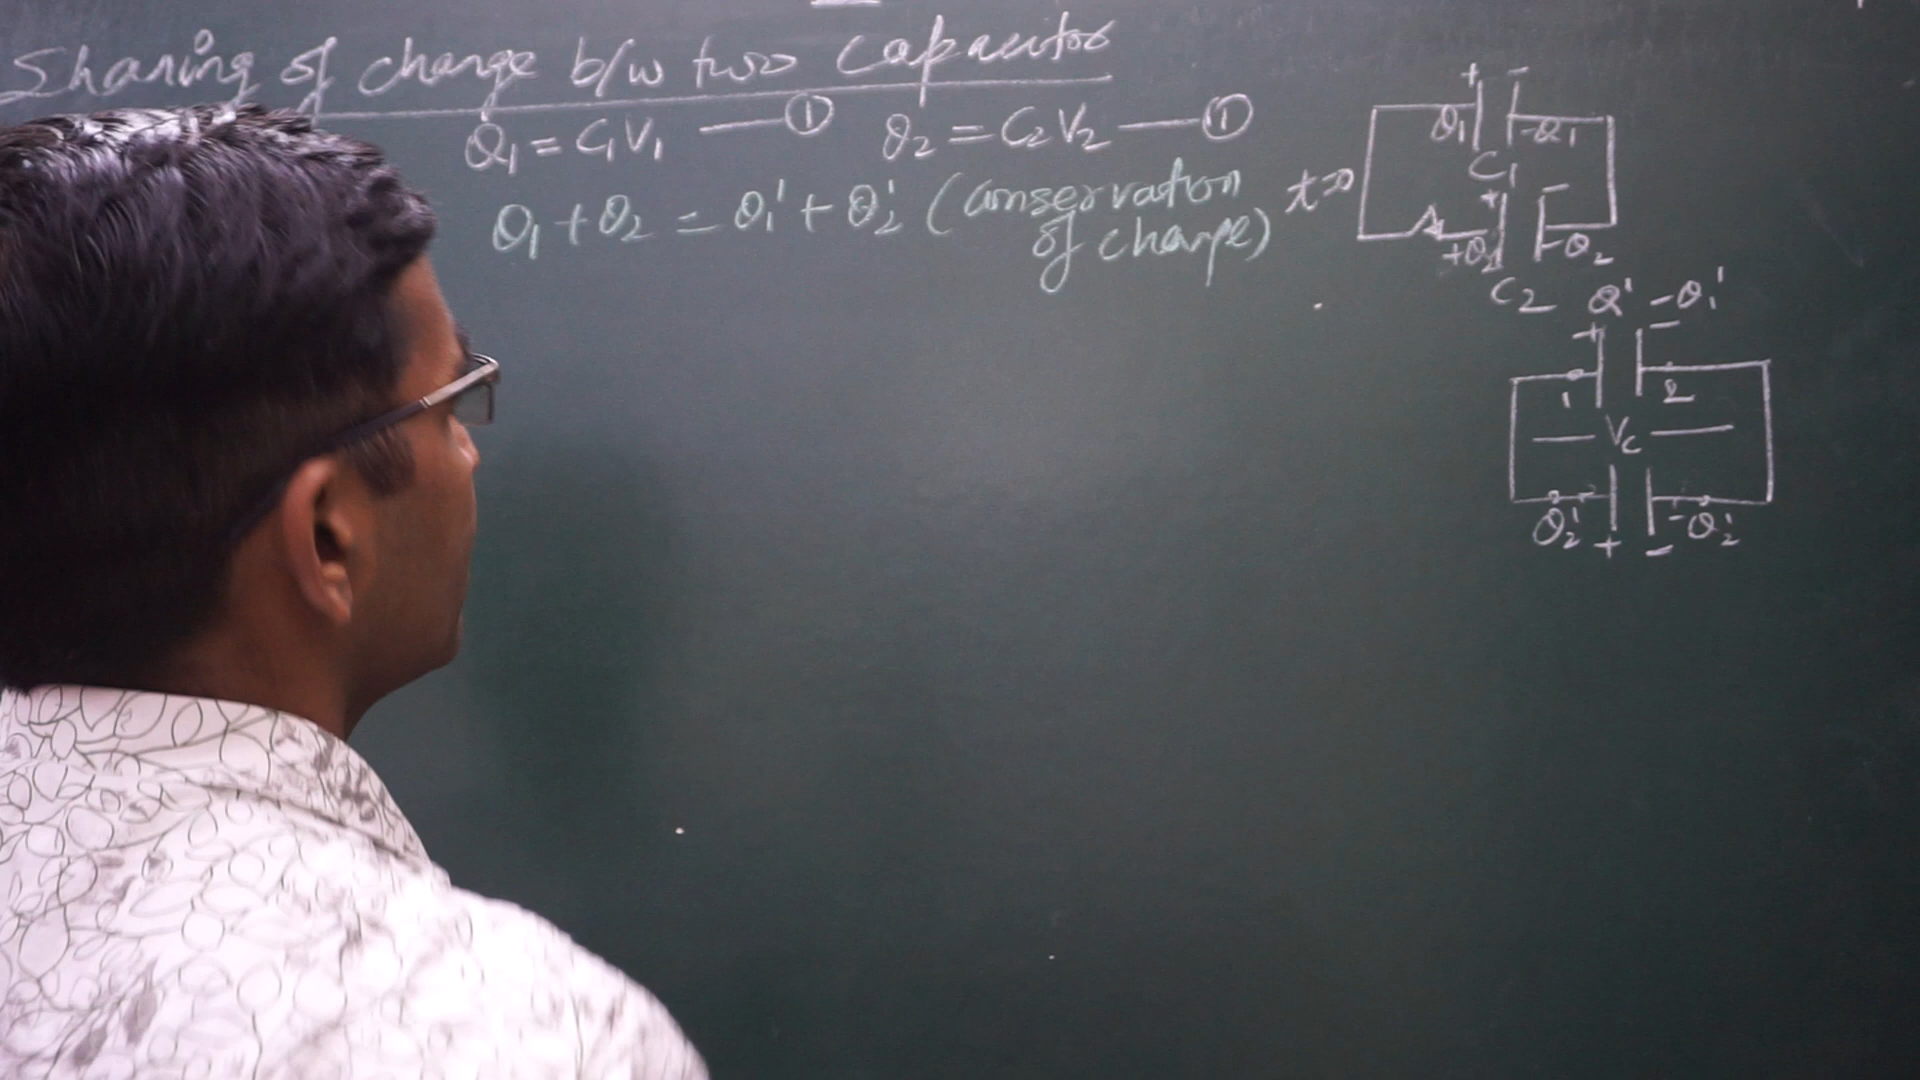 Sharing of charge b/w two capacitor
Q₁ = C₁V₁ — ① Q₂ = C₂V₂ — ①
Q₁ + Q₂ = Q₁' + Q₂' (conservation
of charge)
+ -
Q₁ -Q₁
C₁
t=0
+ -
+Q₂ -Q₂
C₂
Q' -Q₁'
+ -
1 2
— Vc —
Q₂' -Q₂'
+ -